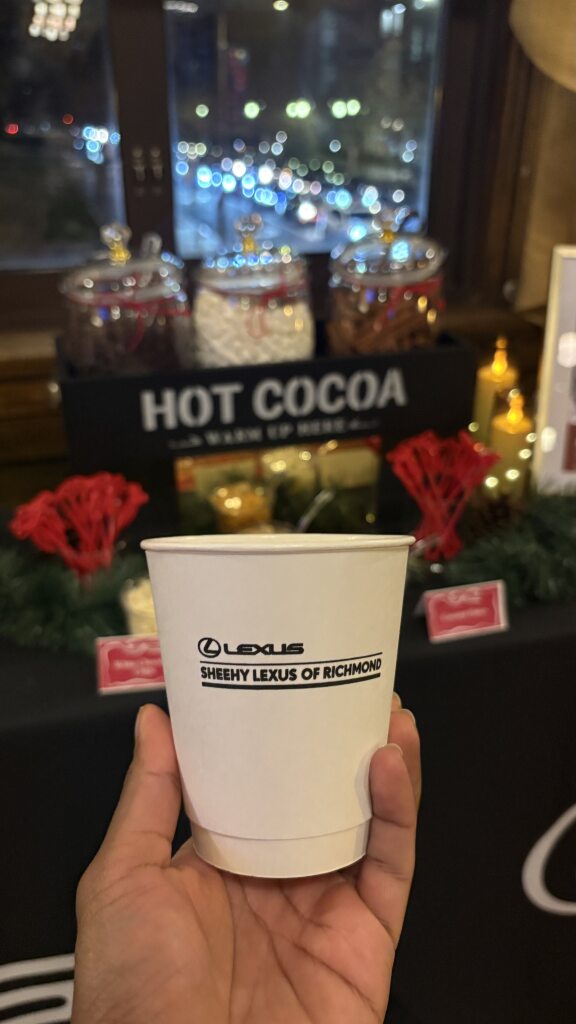 HOT COCOA
WARM UP HERE
LEXUS
SHEEHY LEXUS OF RICHMOND